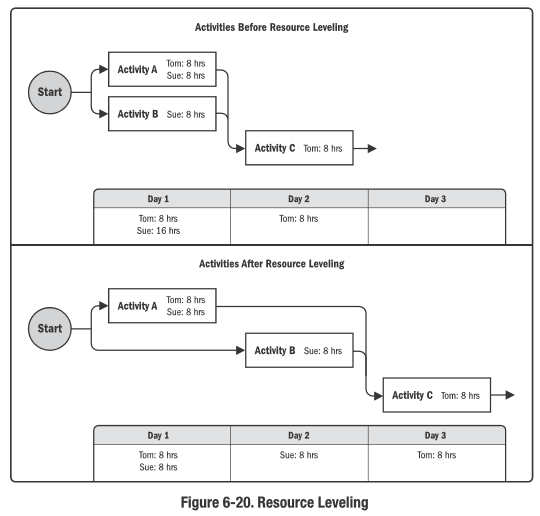 Activities Before Resource Leveling
Start
Activity A Tom: 8 hrs
Sue: 8 hrs
Activity B Sue: 8 hrs
Activity C Tom: 8 hrs
Day 1 Day 2 Day 3
Tom: 8 hrs Tom: 8 hrs
Sue: 16 hrs
Activities After Resource Leveling
Start
Activity A Tom: 8 hrs
Sue: 8 hrs
Activity B Sue: 8 hrs
Activity C Tom: 8 hrs
Day 1 Day 2 Day 3
Tom: 8 hrs Sue: 8 hrs Tom: 8 hrs
Sue: 8 hrs
Figure 6-20. Resource Leveling